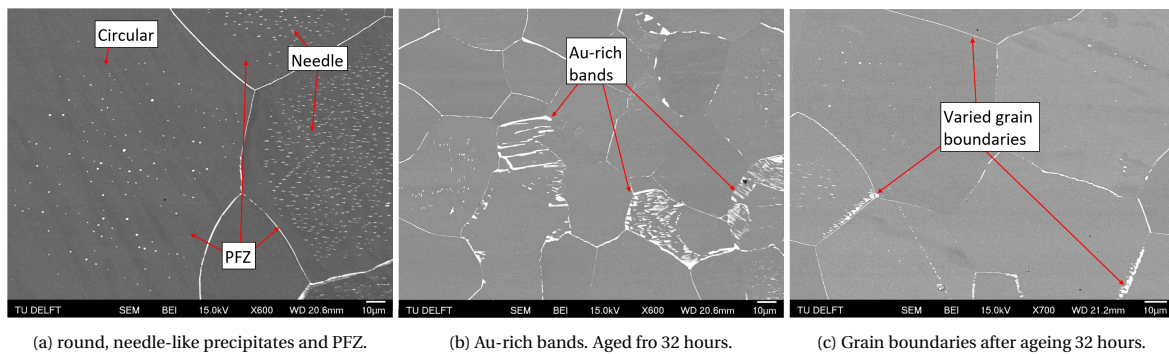 Circular
Needle
PFZ
TU DELFT SEM BEI 15.0kV X600 WD 20.6mm 10µm
(a) round, needle-like precipitates and PFZ.
Au-rich
bands
TU DELFT SEM BEI 15.0kV X600 WD 20.6mm 10µm
(b) Au-rich bands. Aged fro 32 hours.
Varied grain
boundaries
TU DELFT SEM BEI 15.0kV X700 WD 21.2mm 10µm
(c) Grain boundaries after ageing 32 hours.